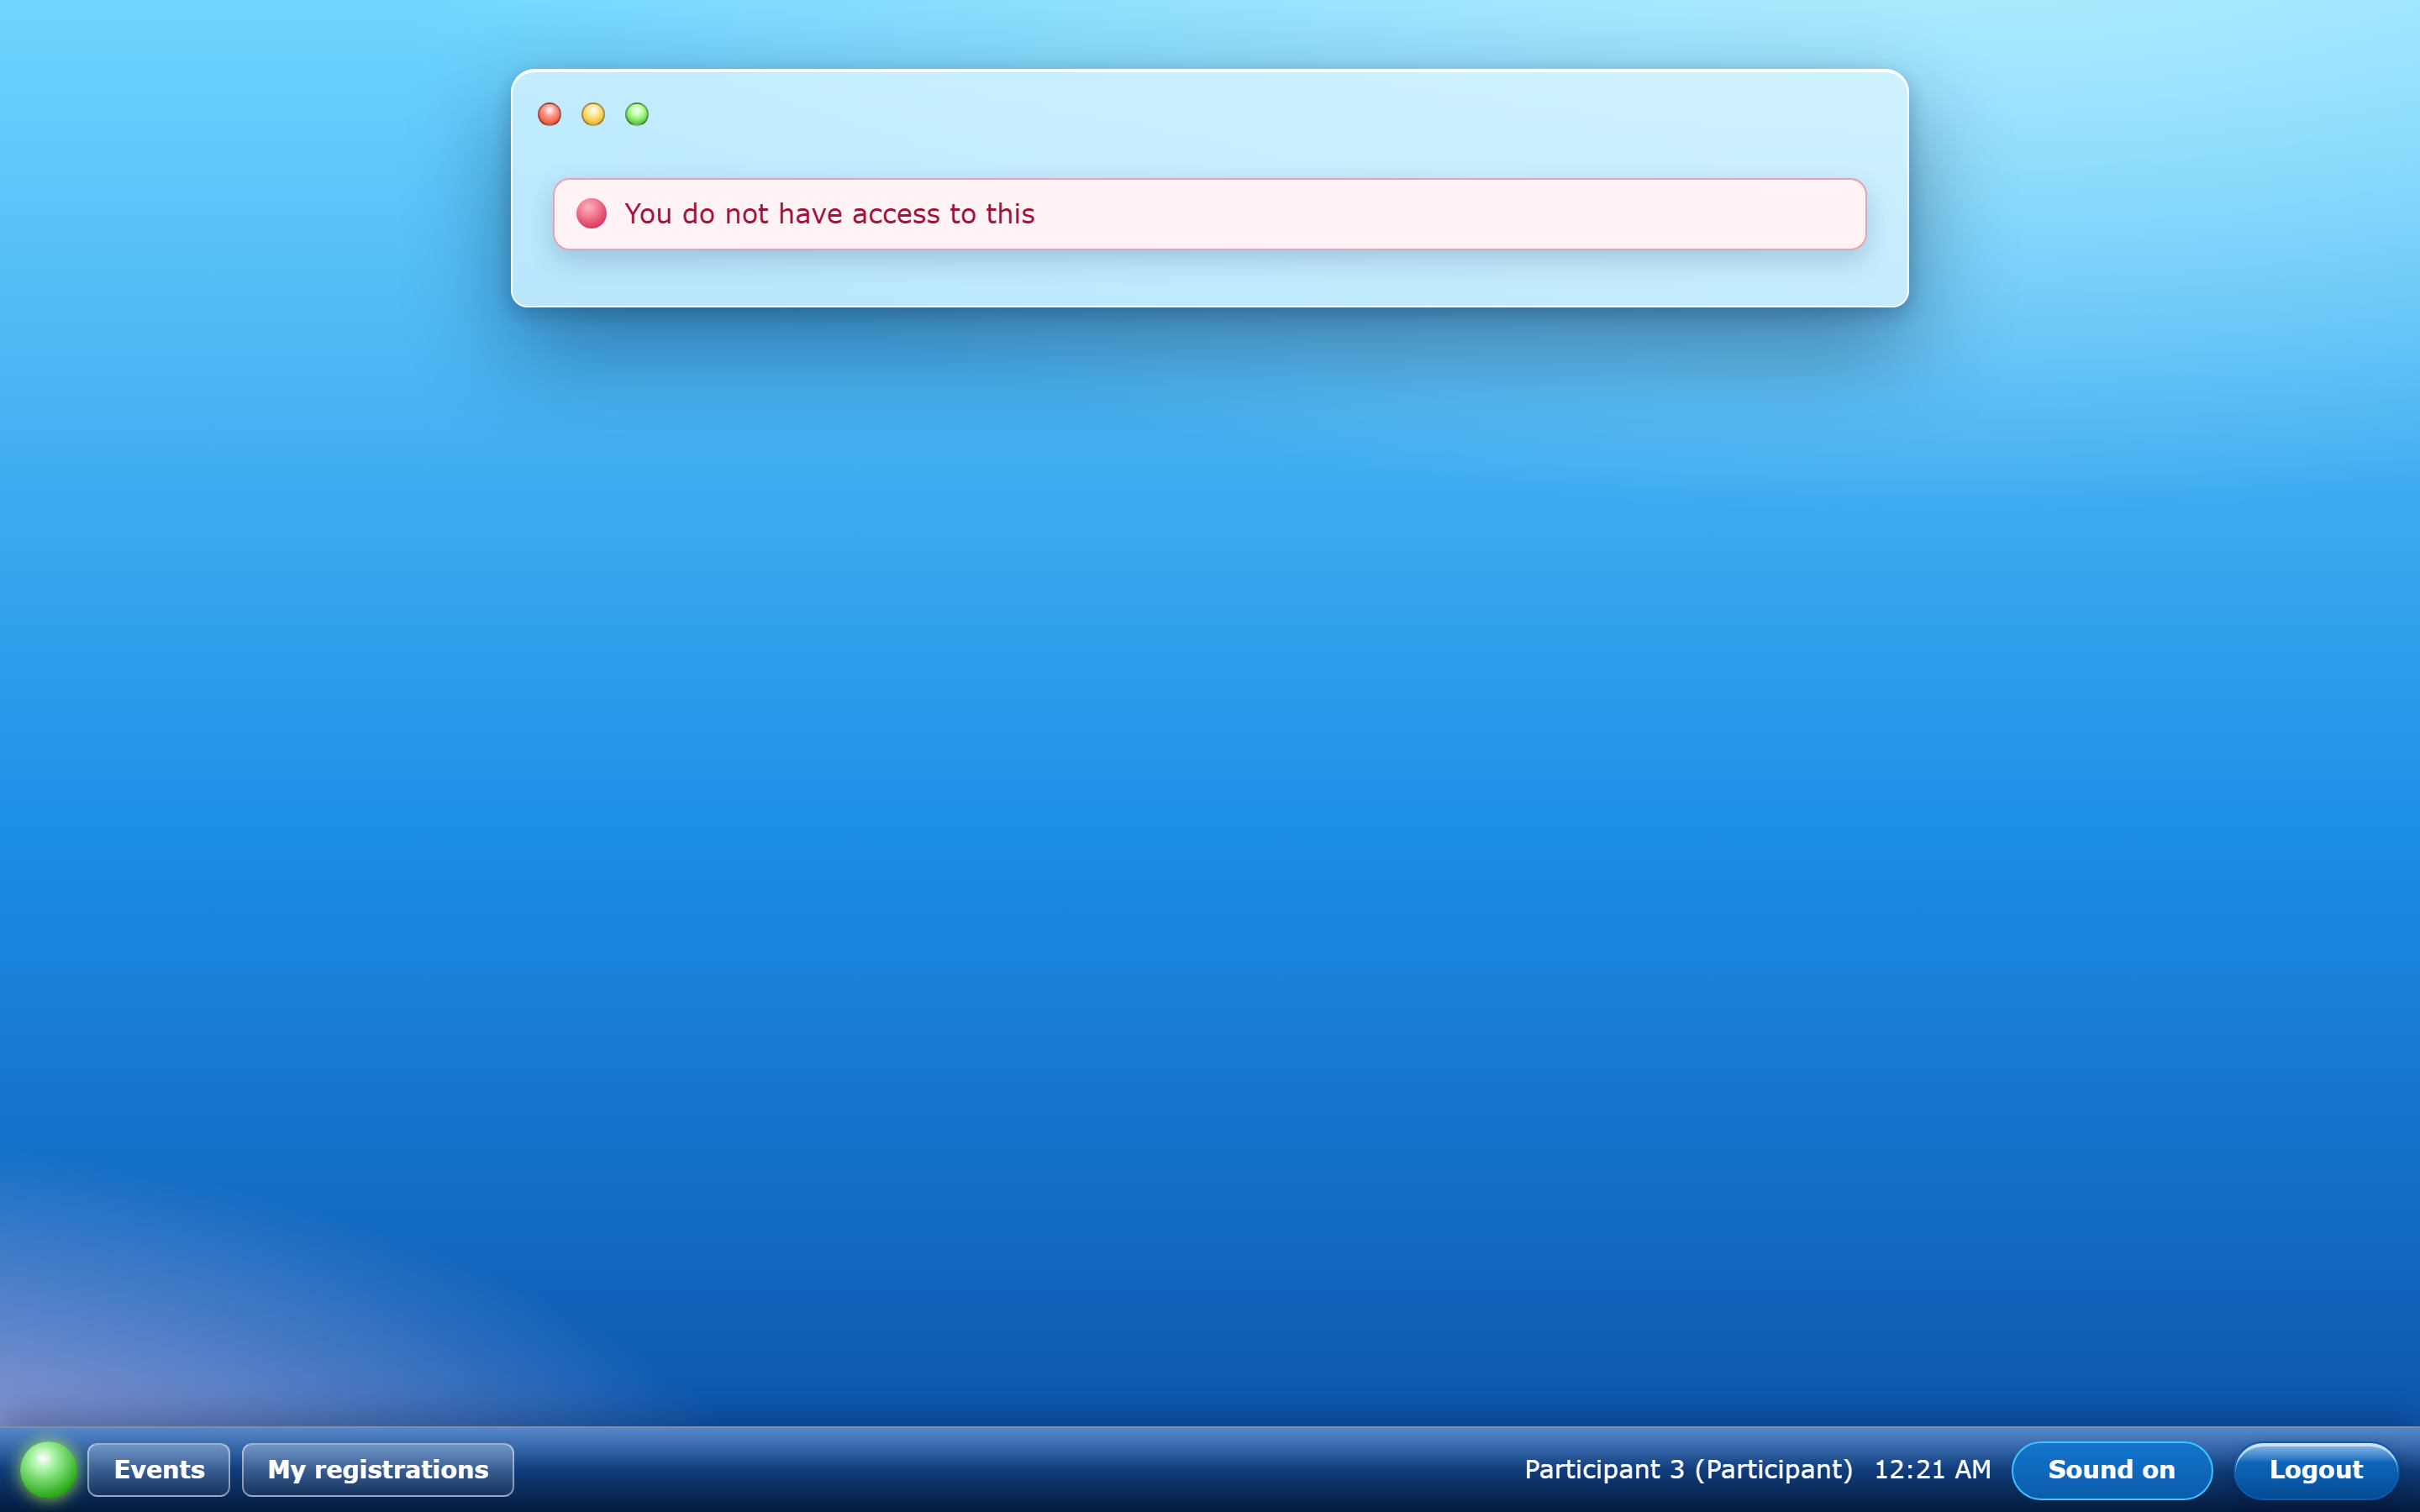 You do not have access to this
Events
My registrations
Participant 3 (Participant)
12:21 AM
Sound on
Logout